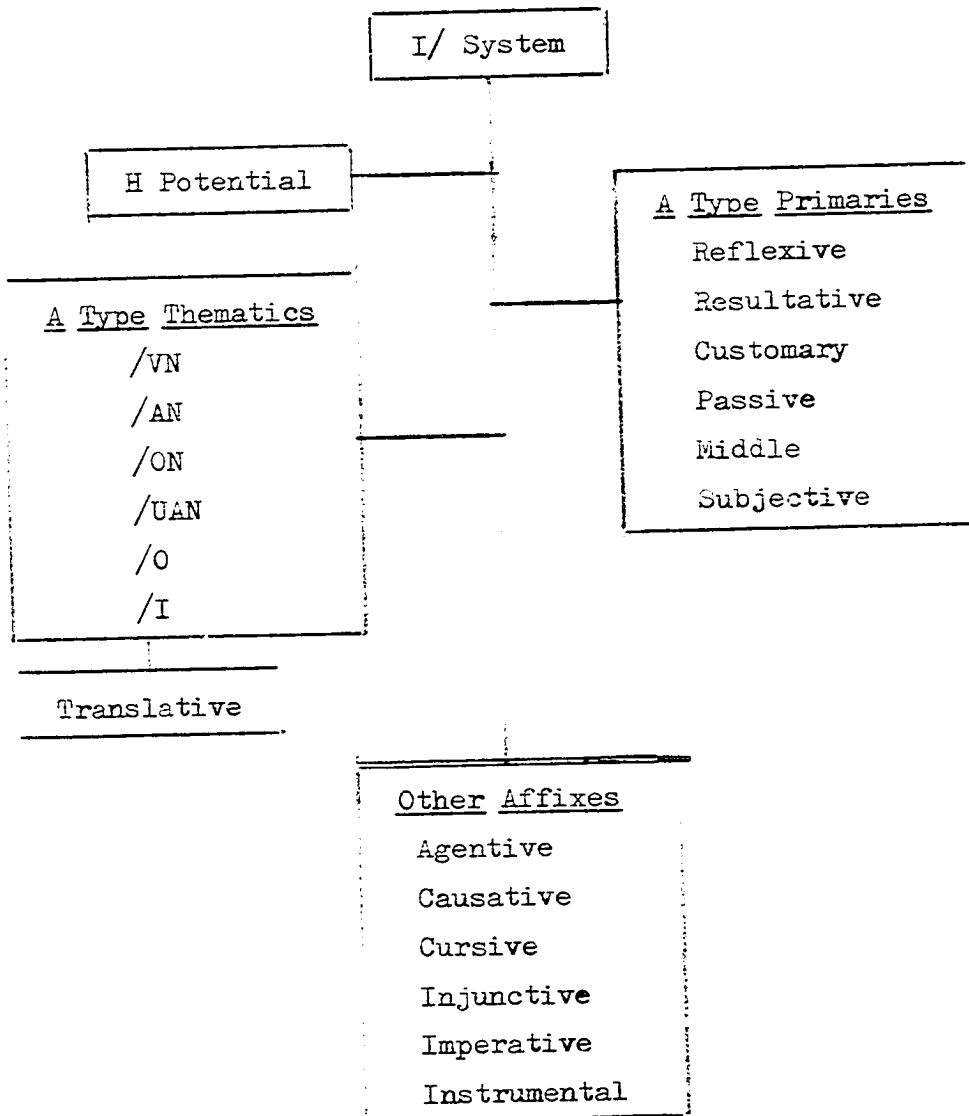 I/ System
H Potential
A Type Primaries
Reflexive
Resultative
Customary
Passive
Middle
Subjective
A Type Thematics
/VN
/AN
/ON
/UAN
/O
/I
Translative
Other Affixes
Agentive
Causative
Cursive
Injunctive
Imperative
Instrumental